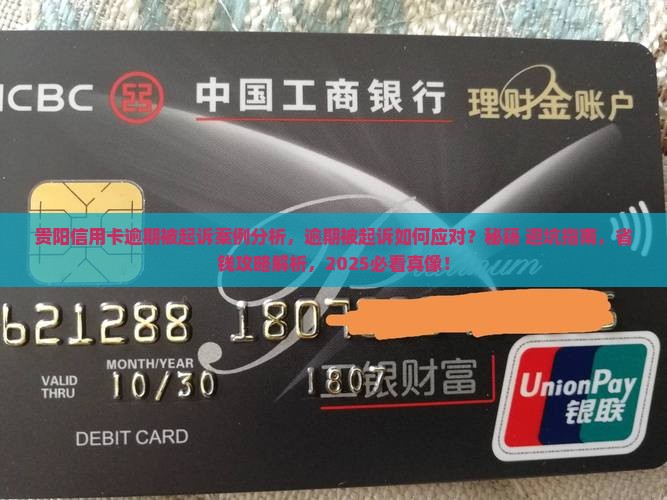 ICBC 中国工商银行 理财金账户
贵阳信用卡逾期被起诉案例分析，逾期被起诉如何应对？秘籍 避坑指南，省
钱攻略解析，2025必看真像！
Platinum
621288 1807
MONTH/YEAR
VALID THRU 10/30 1807 工银财富
UnionPay
银联
DEBIT CARD